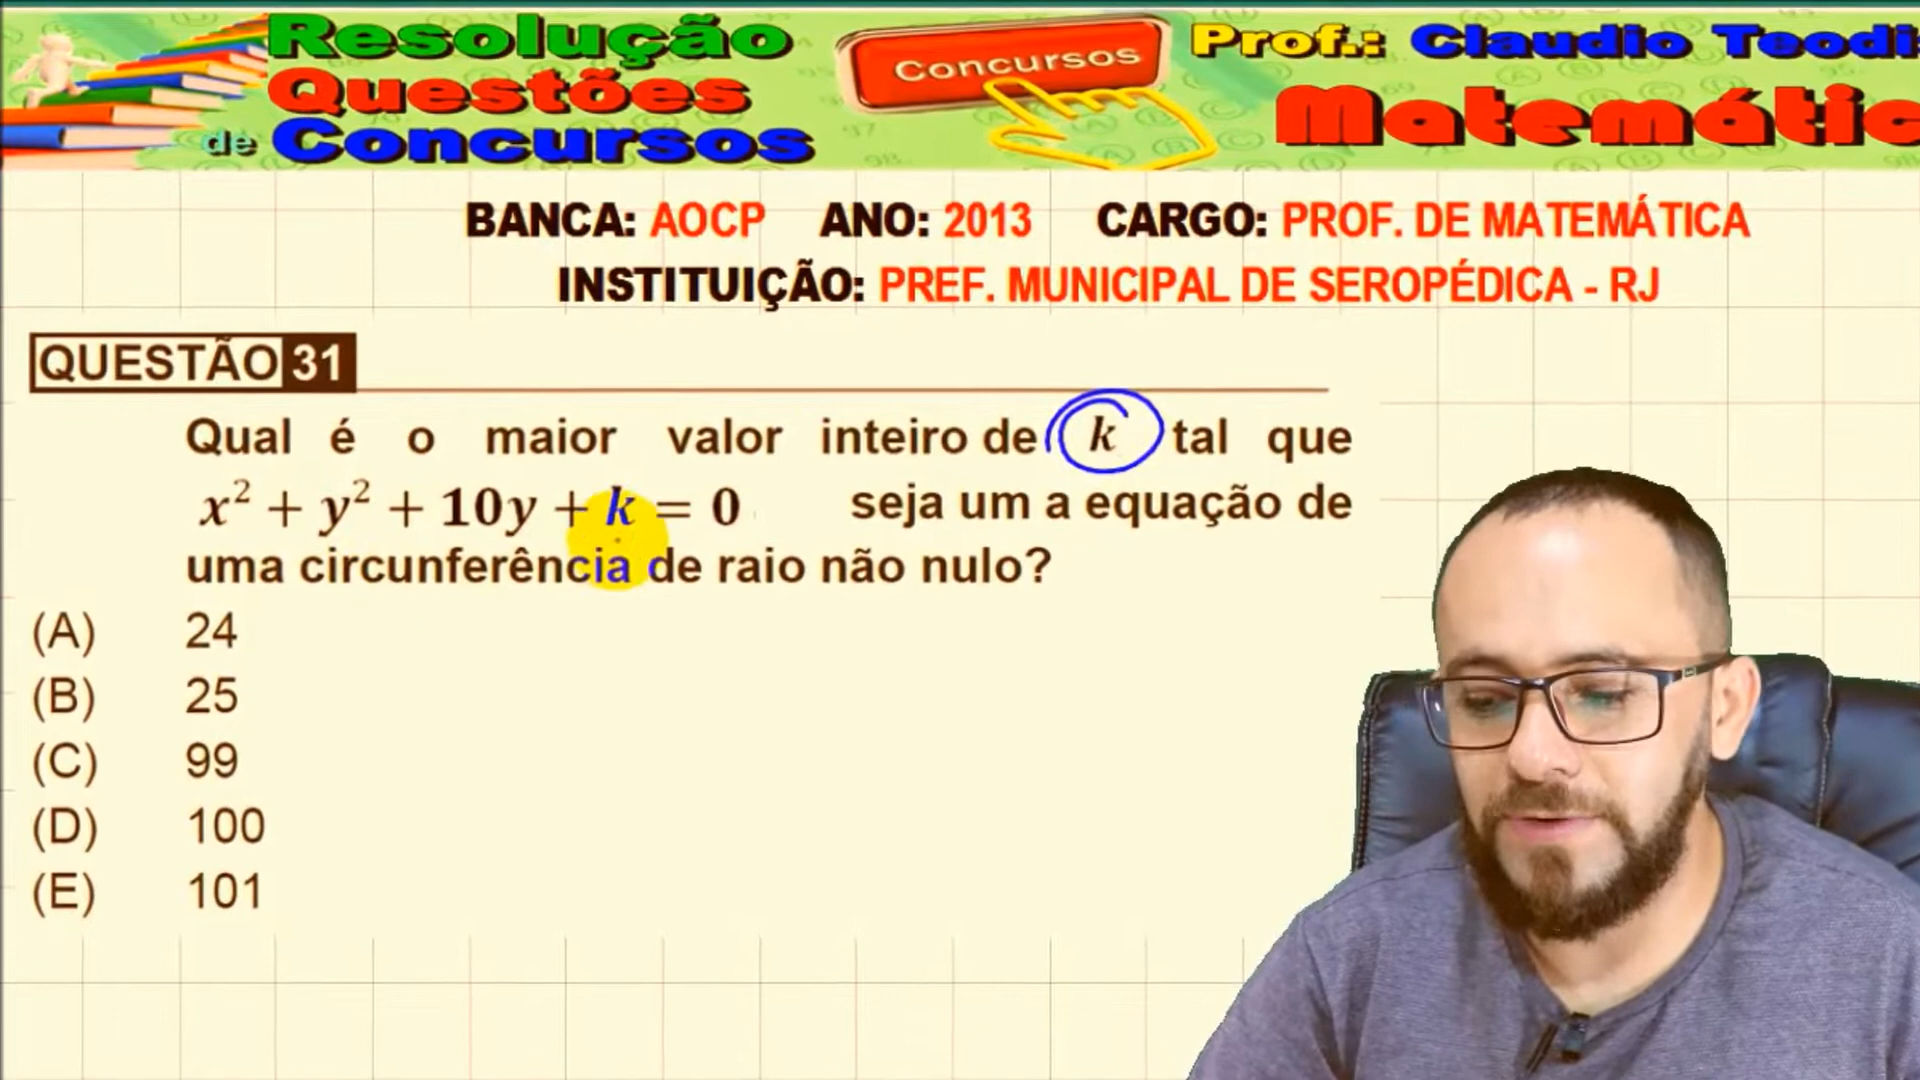 Resolução
Questões
de Concursos
Concursos
Prof.: Claudio Teodi
Matemátic
BANCA: AOCP ANO: 2013 CARGO: PROF. DE MATEMÁTICA
INSTITUIÇÃO: PREF. MUNICIPAL DE SEROPÉDICA - RJ
QUESTÃO 31
Qual é o maior valor inteiro de k tal que
x² + y² + 10y + k = 0 seja um a equação de
uma circunferência de raio não nulo?
(A) 24
(B) 25
(C) 99
(D) 100
(E) 101